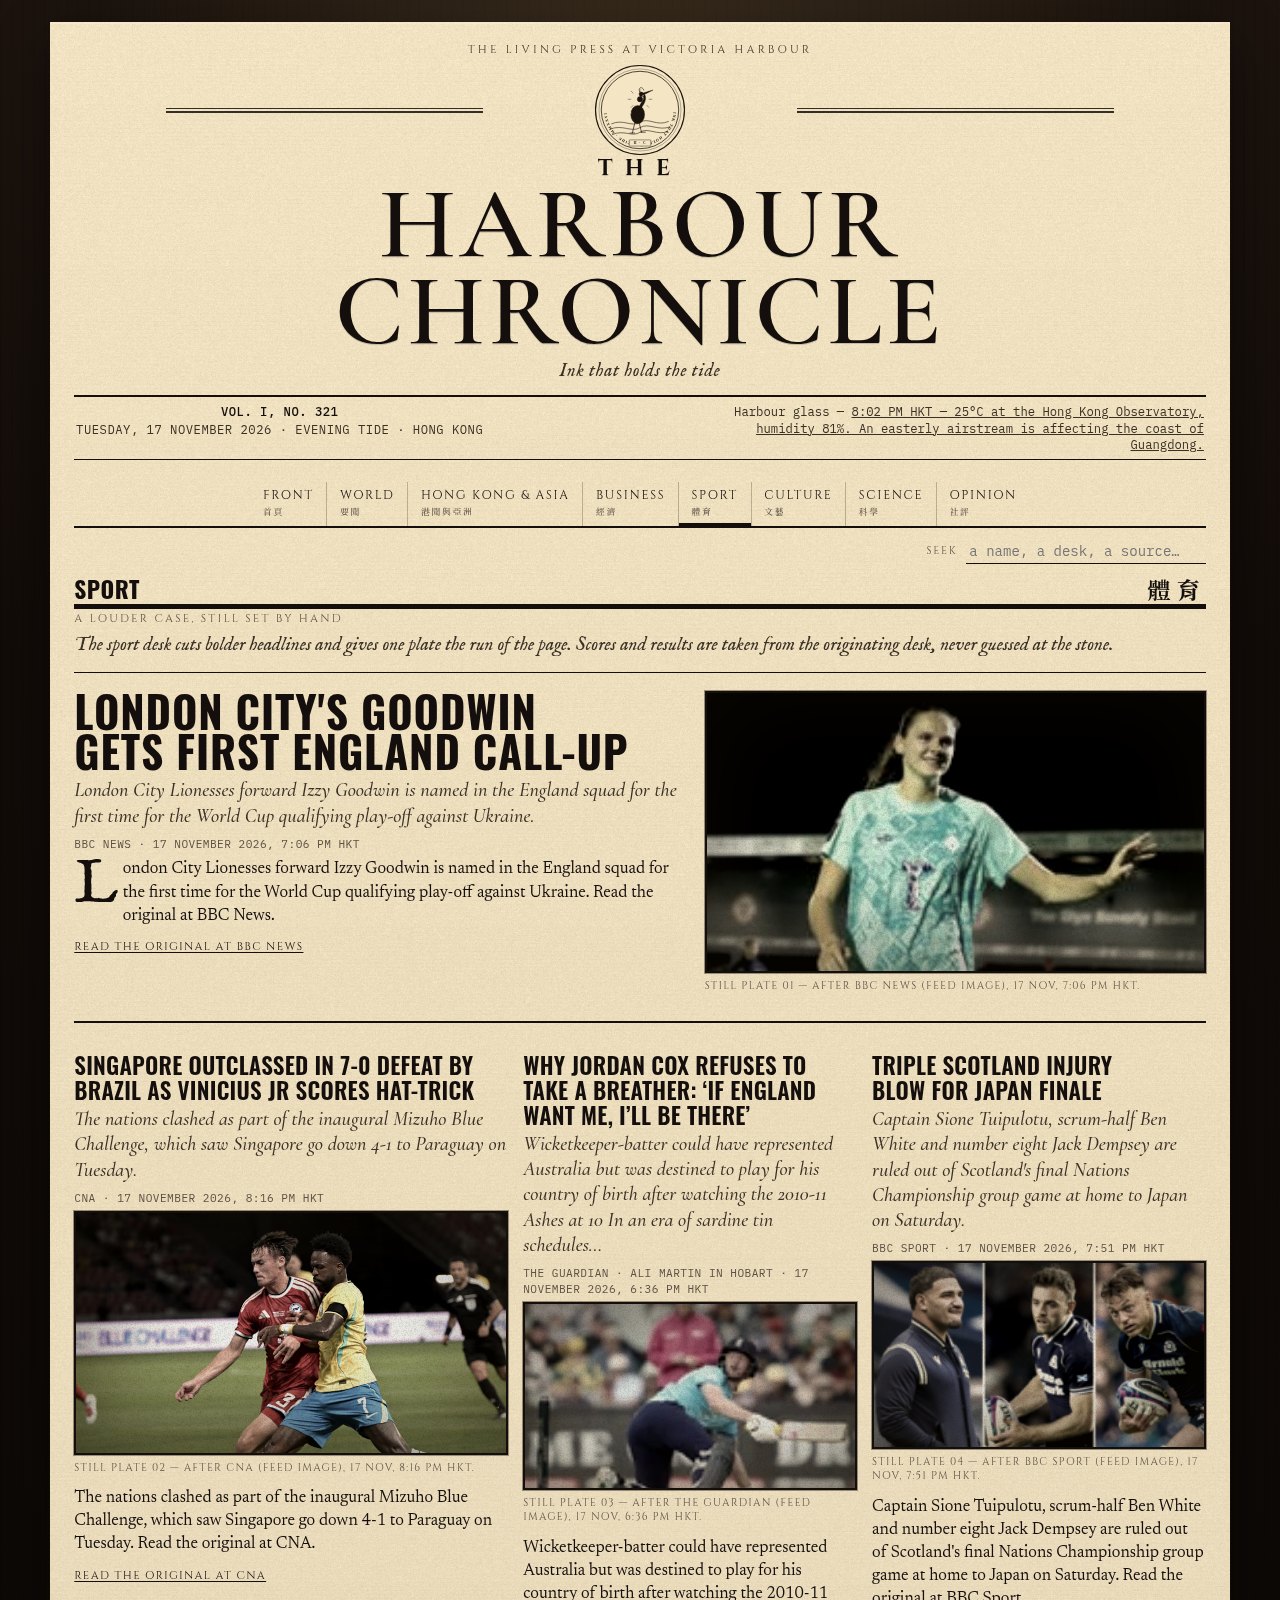 THE LIVING PRESS AT VICTORIA HARBOUR
THE
HARBOUR
CHRONICLE
Ink that holds the tide
VOL. I, NO. 321
TUESDAY, 17 NOVEMBER 2026 · EVENING TIDE · HONG KONG
Harbour glass — 8:02 PM HKT — 25°C at the Hong Kong Observatory,
humidity 81%. An easterly airstream is affecting the coast of
Guangdong.
FRONT
首頁
WORLD
要聞
HONG KONG & ASIA
港聞與亞洲
BUSINESS
經濟
SPORT
體育
CULTURE
文藝
SCIENCE
科學
OPINION
社評
SEEK a name, a desk, a source…
SPORT
體育
A LOUDER CASE, STILL SET BY HAND
The sport desk cuts bolder headlines and gives one plate the run of the page. Scores and results are taken from the originating desk, never guessed at the stone.
LONDON CITY'S GOODWIN
GETS FIRST ENGLAND CALL-UP
London City Lionesses forward Izzy Goodwin is named in the England squad for the
first time for the World Cup qualifying play-off against Ukraine.
BBC NEWS · 17 NOVEMBER 2026, 7:06 PM HKT
London City Lionesses forward Izzy Goodwin is named in the England squad for
the first time for the World Cup qualifying play-off against Ukraine. Read the
original at BBC News.
READ THE ORIGINAL AT BBC NEWS
STILL PLATE 01 — AFTER BBC NEWS (FEED IMAGE), 17 NOV, 7:06 PM HKT.
SINGAPORE OUTCLASSED IN 7-0 DEFEAT BY
BRAZIL AS VINICIUS JR SCORES HAT-TRICK
The nations clashed as part of the inaugural Mizuho Blue
Challenge, which saw Singapore go down 4-1 to Paraguay on
Tuesday.
CNA · 17 NOVEMBER 2026, 8:16 PM HKT
BLUE CHALLENGE
3
7
STILL PLATE 02 — AFTER CNA (FEED IMAGE), 17 NOV, 8:16 PM HKT.
The nations clashed as part of the inaugural Mizuho Blue
Challenge, which saw Singapore go down 4-1 to Paraguay on
Tuesday. Read the original at CNA.
READ THE ORIGINAL AT CNA
WHY JORDAN COX REFUSES TO
TAKE A BREATHER: ‘IF ENGLAND
WANT ME, I’LL BE THERE’
Wicketkeeper-batter could have represented
Australia but was destined to play for his
country of birth after watching the 2010-11
Ashes at 10 In an era of sardine tin
schedules…
THE GUARDIAN · ALI MARTIN IN HOBART · 17
NOVEMBER 2026, 6:36 PM HKT
STILL PLATE 03 — AFTER THE GUARDIAN (FEED
IMAGE), 17 NOV, 6:36 PM HKT.
Wicketkeeper-batter could have represented
Australia but was destined to play for his
country of birth after watching the 2010-11
TRIPLE SCOTLAND INJURY
BLOW FOR JAPAN FINALE
Captain Sione Tuipulotu, scrum-half Ben
White and number eight Jack Dempsey are
ruled out of Scotland's final Nations
Championship group game at home to Japan
on Saturday.
BBC SPORT · 17 NOVEMBER 2026, 7:51 PM HKT
STILL PLATE 04 — AFTER BBC SPORT (FEED IMAGE), 17
NOV, 7:51 PM HKT.
Captain Sione Tuipulotu, scrum-half Ben White
and number eight Jack Dempsey are ruled out
of Scotland's final Nations Championship group
game at home to Japan on Saturday. Read the
original at BBC Sport.